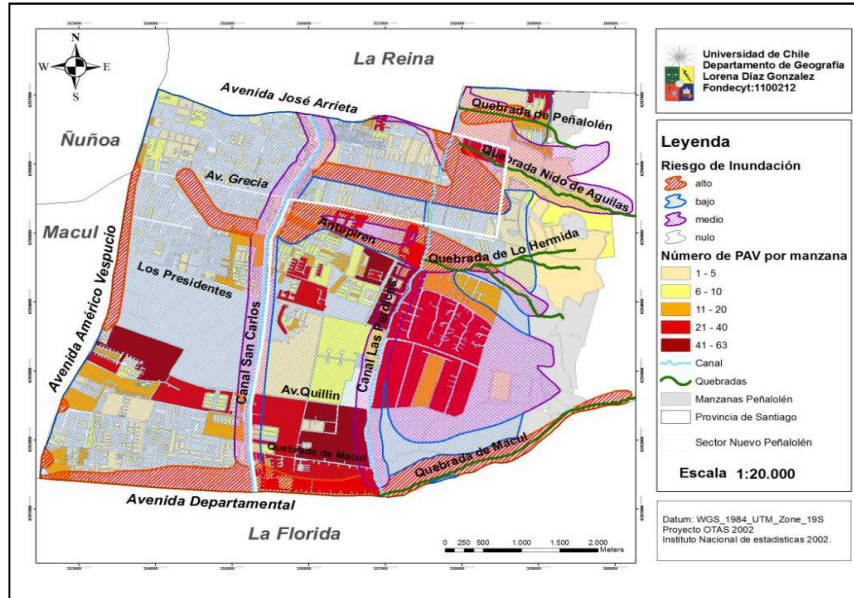 N
W E
S
La Reina
Avenida José Arrieta
Quebrada de Peñalolén
Ñuñoa
Av. Grecia
Quebrada Nido de Aguilas
Macul
Antupiren
Quebrada de Lo Hermida
Los Presidentes
Avenida Américo Vespucio
Canal San Carlos
Canal Las Perdices
Av.Quillin
Quebrada de Macul
Quebrada de Macul
Avenida Departamental
La Florida
0 250 500 1.000 1.500 2.000
Meters
Universidad de Chile
Departamento de Geografía
Lorena Díaz Gonzalez
Fondecyt:1100212
Leyenda
Riesgo de Inundación
alto
bajo
medio
nulo
Número de PAV por manzana
1 - 5
6 - 10
11 - 20
21 - 40
41 - 63
Canal
Quebradas
Manzanas Peñalolén
Provincia de Santiago
Sector Nuevo Peñalolén
Escala 1:20.000
Datum: WGS_1984_UTM_Zone_19S
Proyecto OTAS 2002
Instituto Nacional de estadisticas 2002.